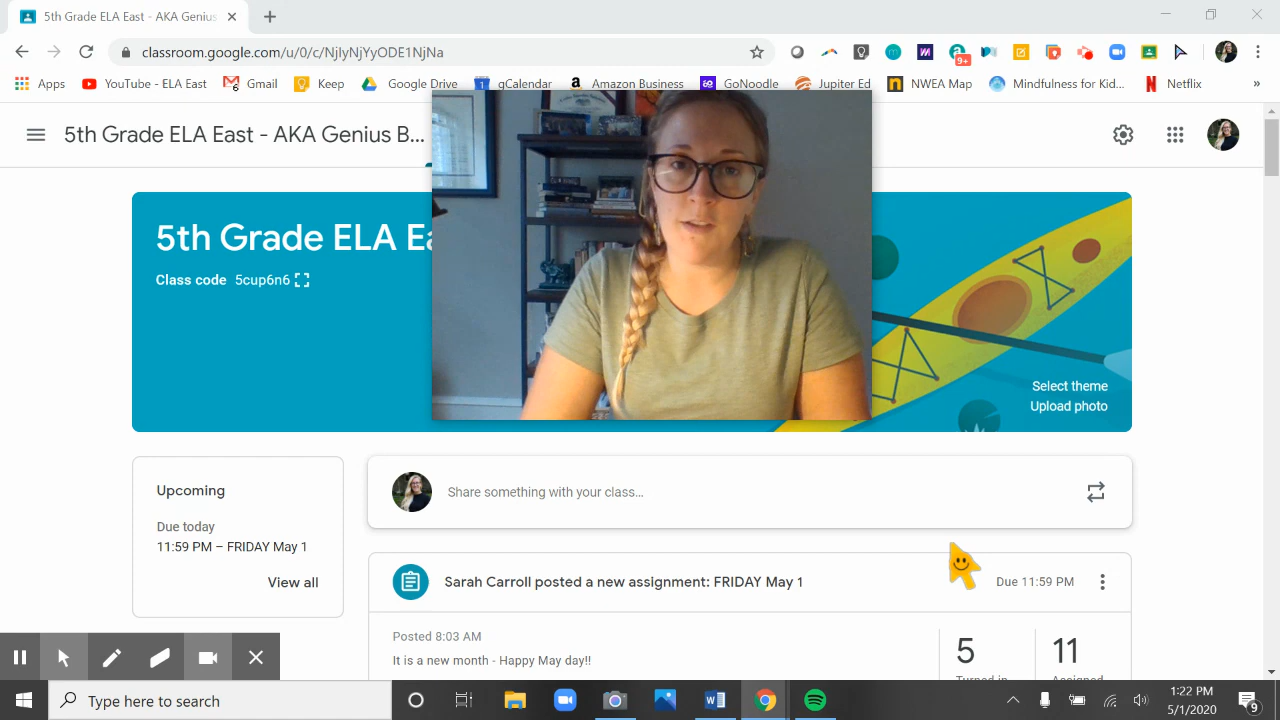 5th Grade ELA East - AKA Genius
classroom.google.com/u/0/c/NjIyNjYyODE1NjNa
9+
Apps
YouTube - ELA East
Gmail
Keep
Google Drive
gCalendar
Amazon Business
GoNoodle
Jupiter Ed
NWEA Map
Mindfulness for Kid...
Netflix
»
5th Grade ELA East - AKA Genius B...
5th Grade ELA Ea
Class code 5cup6n6
Select theme
Upload photo
Upcoming
Due today
11:59 PM – FRIDAY May 1
View all
Share something with your class...
Sarah Carroll posted a new assignment: FRIDAY May 1
Due 11:59 PM
Posted 8:03 AM
It is a new month - Happy May day!!
5
Turned in
11
Assigned
Type here to search
1:22 PM
5/1/2020
9